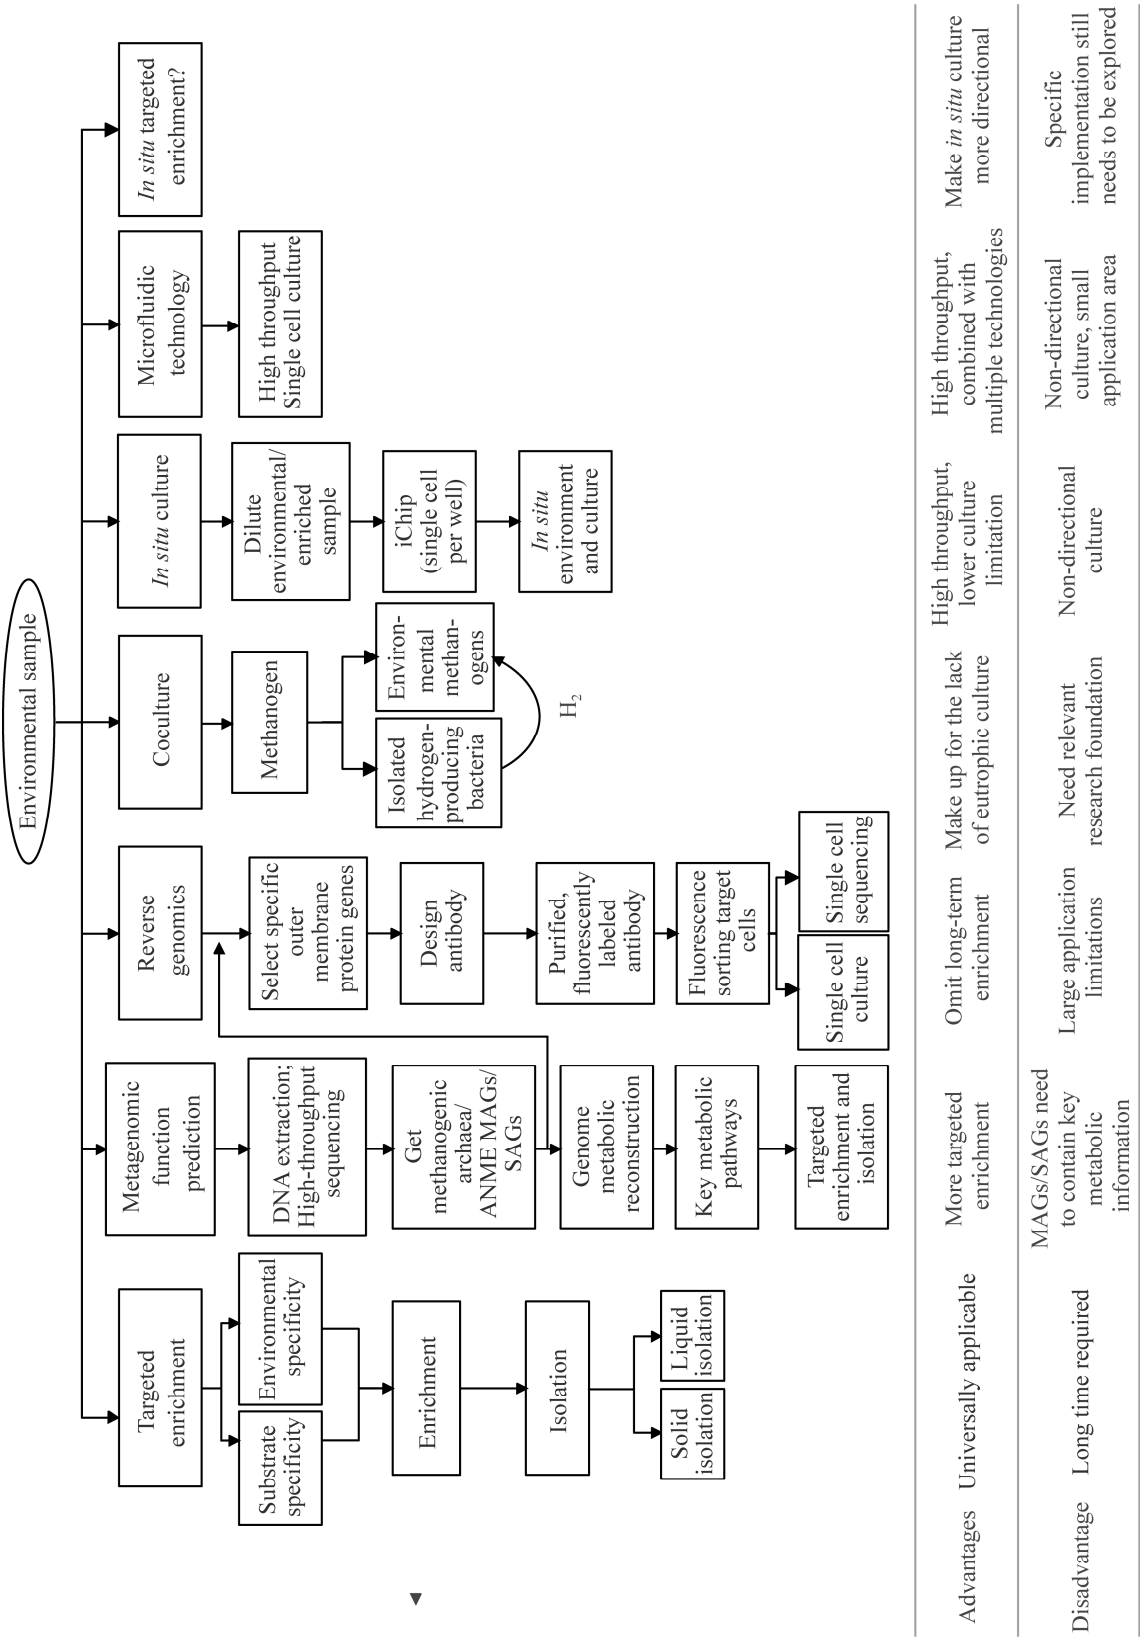 Environmental sample
Targeted
enrichment
Substrate
specificity
Environmental
specificity
Enrichment
Isolation
Solid
isolation
Liquid
isolation
Metagenomic
function
prediction
DNA extraction;
High-throughput
sequencing
Get
methanogenic
archaea/
ANME MAGs/
SAGs
Genome
metabolic
reconstruction
Key metabolic
pathways
Targeted
enrichment and
isolation
Reverse
genomics
Select specific
outer
membrane
protein genes
Design
antibody
Purified,
fluorescently
labeled
antibody
Fluorescence
sorting target
cells
Single cell
culture
Single cell
sequencing
Coculture
Methanogen
Isolated
hydrogen-
producing
bacteria
Environ-
mental
methan-
ogens
H₂
In situ culture
Dilute
environmental/
enriched
sample
iChip
(single cell
per well)
In situ
environment
and culture
Microfluidic
technology
High throughput
Single cell culture
In situ targeted
enrichment?
Advantages
Universally applicable
More targeted
enrichment
Omit long-term
enrichment
Make up for the lack
of eutrophic culture
High throughput,
lower culture
limitation
High throughput,
combined with
multiple technologies
Make in situ culture
more directional
Disadvantage
Long time required
MAGs/SAGs need
to contain key
metabolic
information
Large application
limitations
Need relevant
research foundation
Non-directional
culture
Non-directional
culture, small
application area
Specific
implementation still
needs to be explored